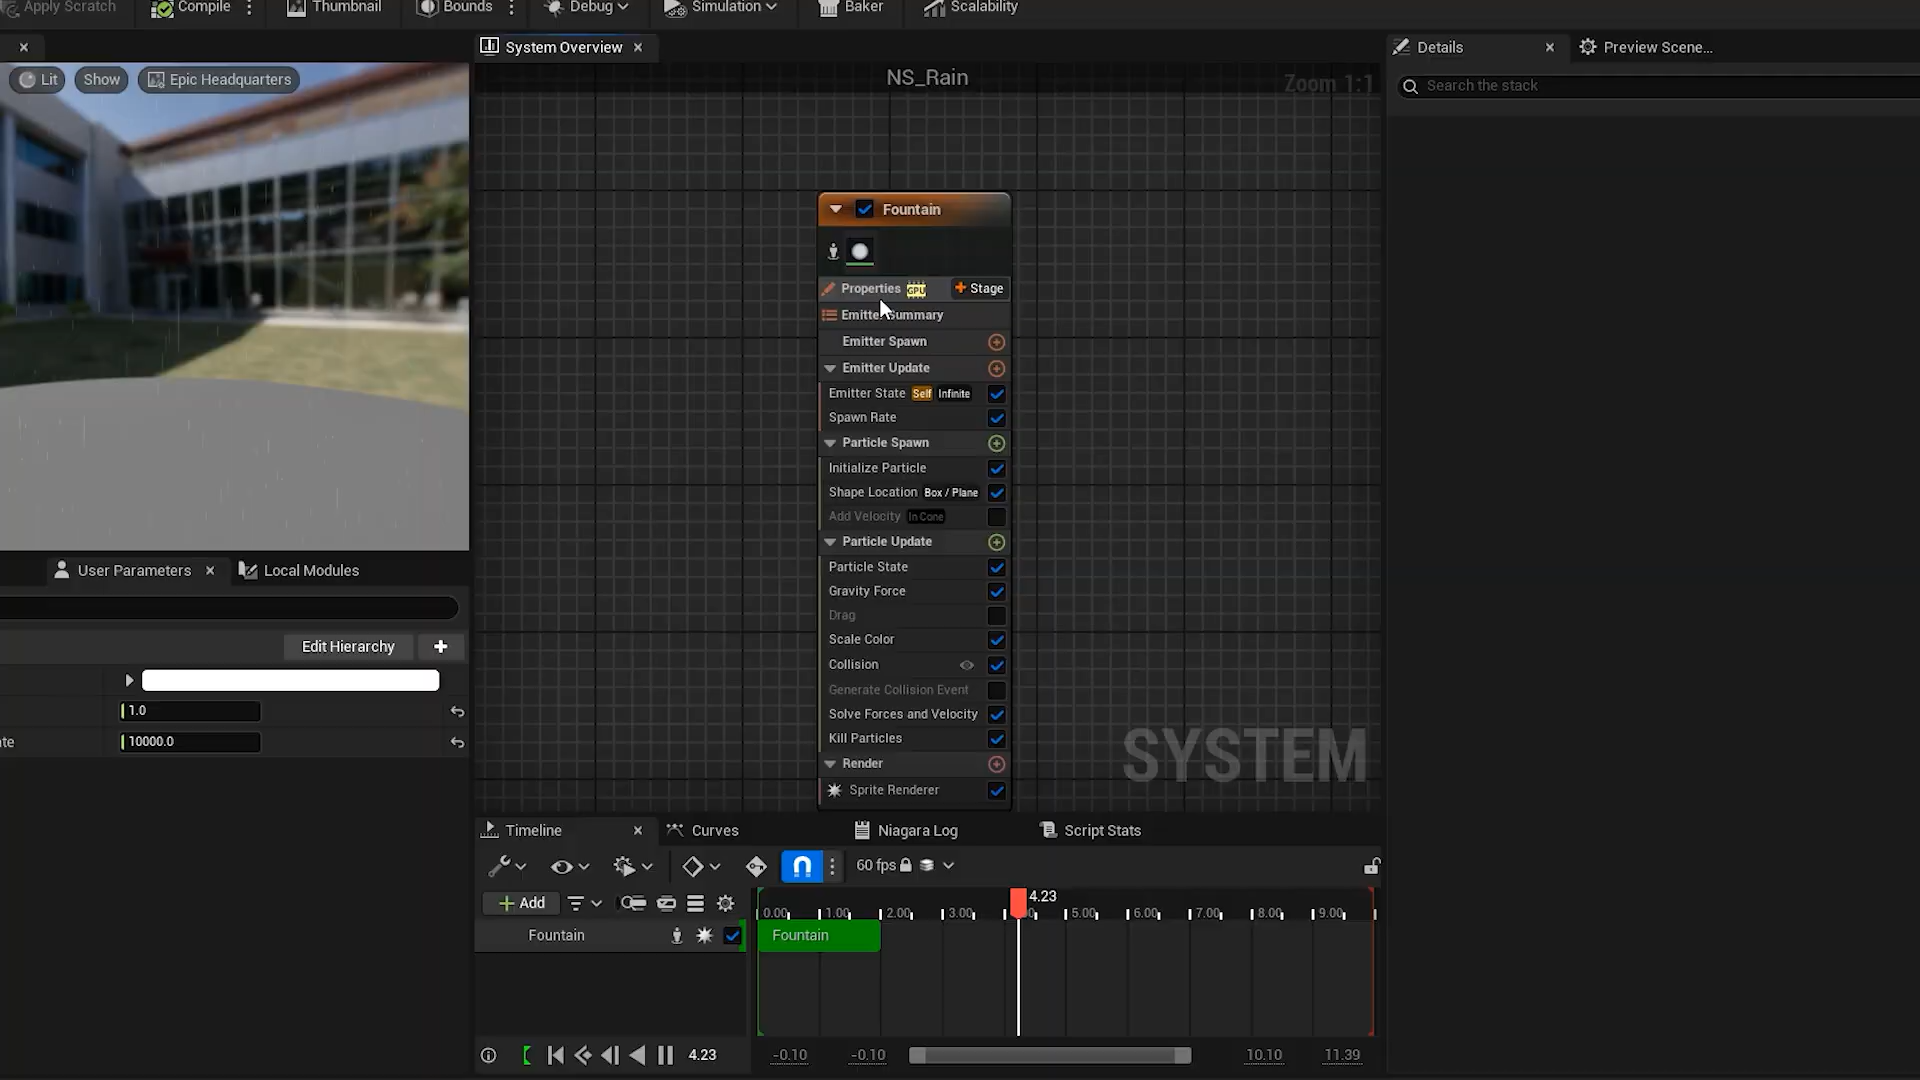 Apply Scratch
Compile
Thumbnail
Bounds
Debug
Simulation
Baker
Scalability
System Overview
Details
Preview Scene...
Lit
Show
Epic Headquarters
NS_Rain
Zoom 1:1
Search the stack
Fountain
Properties GPU
Stage
Emitter Summary
Emitter Spawn
Emitter Update
Emitter State Self Infinite
Spawn Rate
Particle Spawn
Initialize Particle
Shape Location Box / Plane
Add Velocity In Cone
Particle Update
Particle State
Gravity Force
Drag
Scale Color
Collision
Generate Collision Event
Solve Forces and Velocity
Kill Particles
Render
Sprite Renderer
SYSTEM
User Parameters
Local Modules
Edit Hierarchy
1.0
te
10000.0
Timeline
Curves
Niagara Log
Script Stats
60 fps
Add
4.23
0.00 1.00 2.00 3.00 5.00 6.00 7.00 8.00 9.00
Fountain
Fountain
4.23
-0.10
-0.10
10.10
11.39